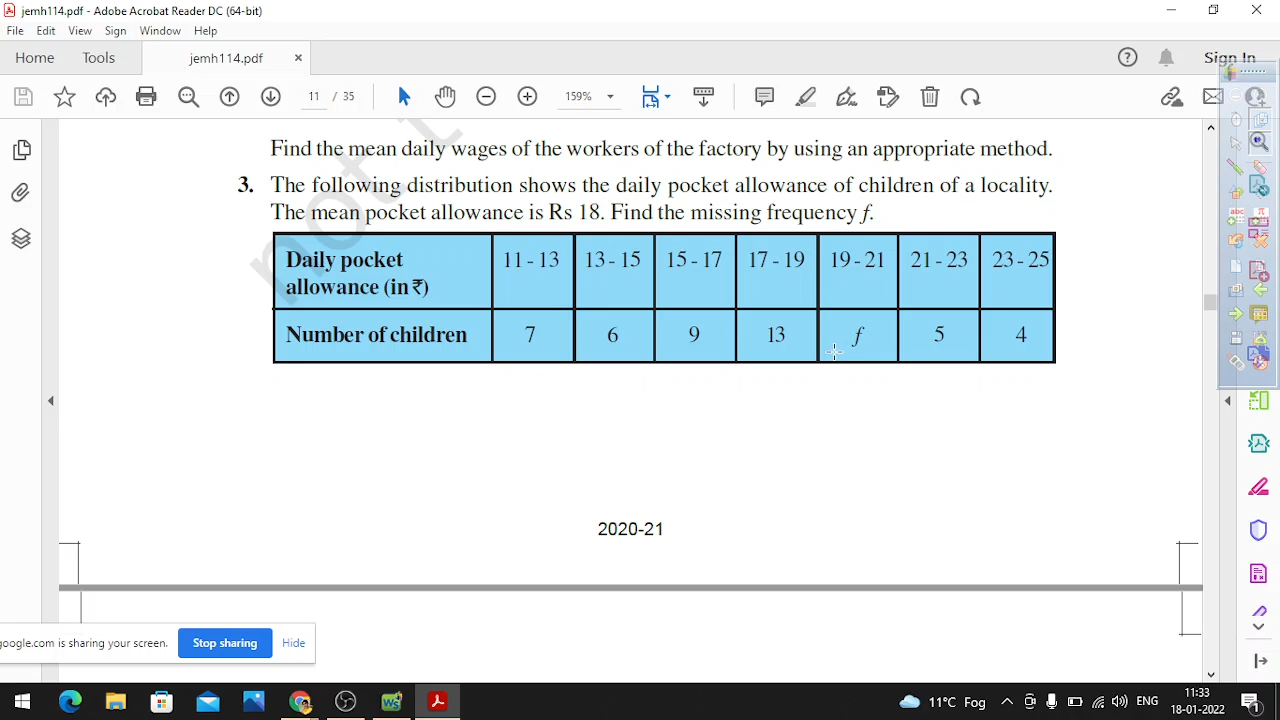 jemh114.pdf - Adobe Acrobat Reader DC (64-bit)
File Edit View Sign Window Help
Home Tools jemh114.pdf × Sign In
11 / 35 159%
not t
Find the mean daily wages of the workers of the factory by using an appropriate method.
3. The following distribution shows the daily pocket allowance of children of a locality.
The mean pocket allowance is Rs 18. Find the missing frequency f.
Daily pocket 11 - 13 13 - 15 15 - 17 17 - 19 19 - 21 21 - 23 23 - 25
allowance (in ₹)
Number of children 7 6 9 13 f 5 4
2020-21
google.com is sharing your screen. Stop sharing Hide
11°C Fog ENG 11:33
18-01-2022 1